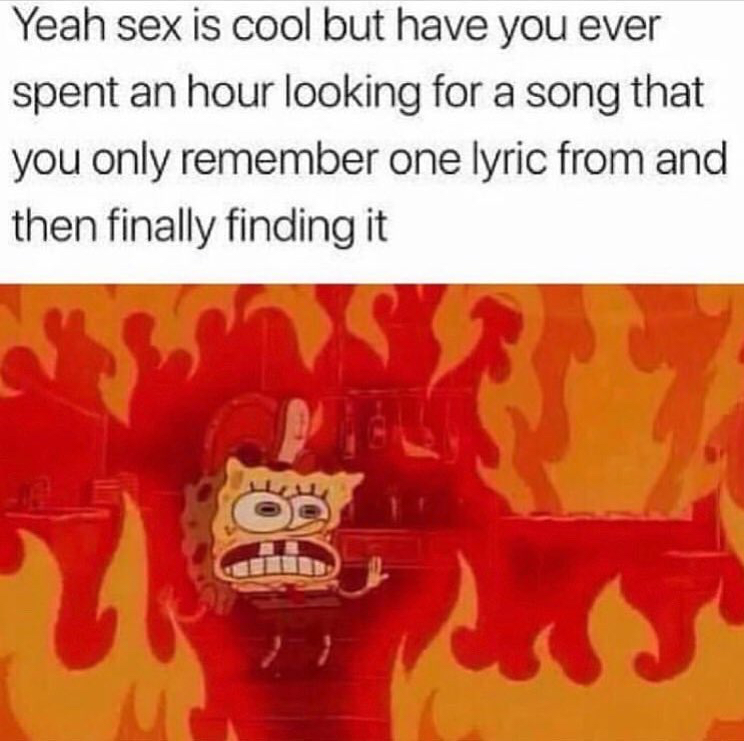 Yeah sex is cool but have you ever
spent an hour looking for a song that
you only remember one lyric from and
then finally finding it